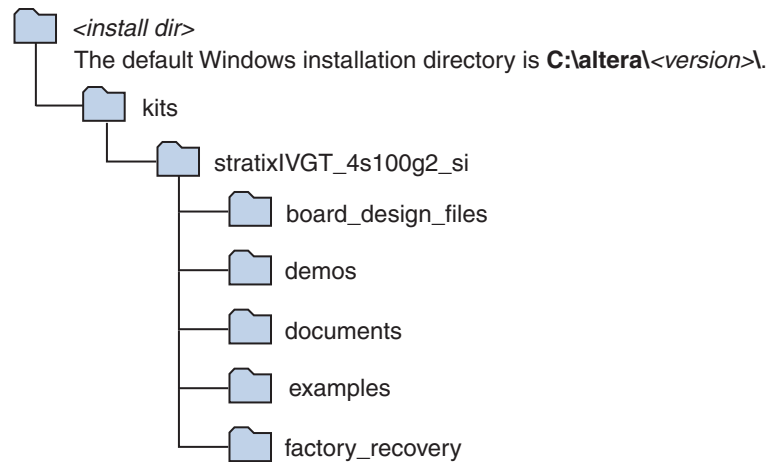 <install dir>
The default Windows installation directory is C:\altera\<version>\.
kits
stratixIVGT_4s100g2_si
board_design_files
demos
documents
examples
factory_recovery